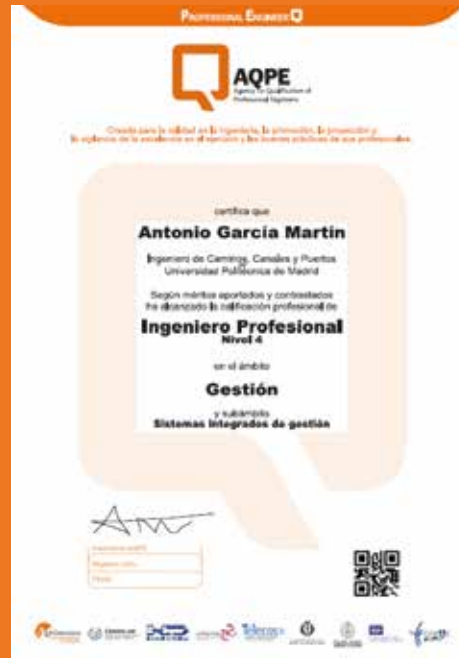 PROFESSIONAL ENGINEER
AQPE
Agency for Qualification of
Professional Engineers
Creada para la calidad en la ingeniería, la promoción, la proyección y
la vigilancia de la excelencia en el ejercicio y las buenas prácticas de sus profesionales
certifica que
Antonio García Martín
Ingeniero de Caminos, Canales y Puertos
Universidad Politécnica de Madrid
Según méritos aportados y contrastados
ha alcanzado la calificación profesional de
Ingeniero Profesional
Nivel 4
en el ámbito
Gestión
y subámbito
Sistemas Integrados de gestión